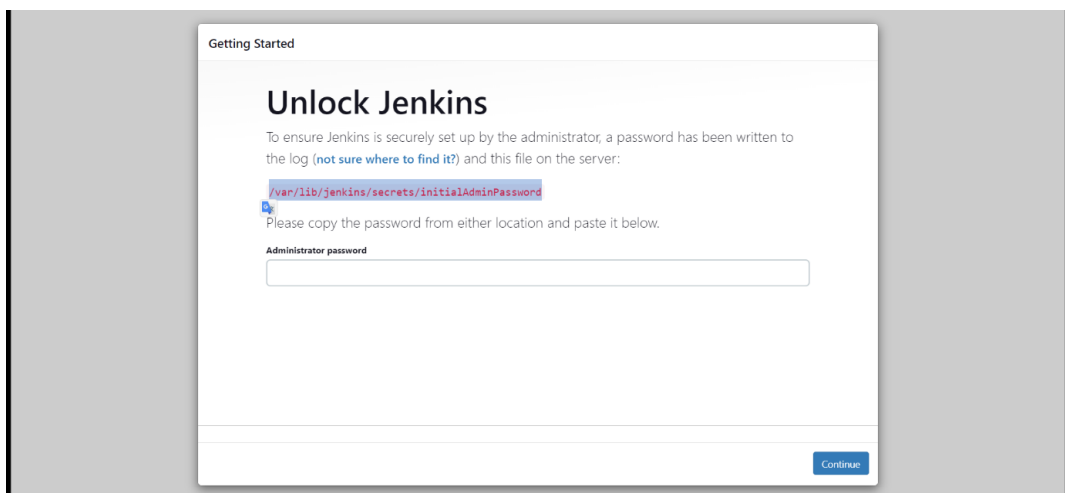 Getting Started
Unlock Jenkins
To ensure Jenkins is securely set up by the administrator, a password has been written to
the log (not sure where to find it?) and this file on the server:
/var/lib/jenkins/secrets/initialAdminPassword
Please copy the password from either location and paste it below.
Administrator password
Continue